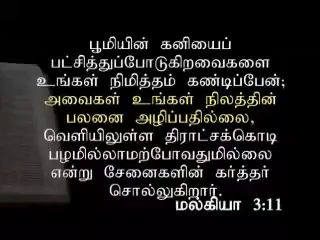 பூமியின் கனியைப்
பட்சித்துப்போடுகிறவைகளை
உங்கள் நிமித்தம் கண்டிப்பேன்;
அவைகள் உங்கள் நிலத்தின்
பலனை அழிப்பதில்லை,
வெளியிலுள்ள திராட்சக்கொடி
பழமில்லாமற்போவதுமில்லை
என்று சேனைகளின் கர்த்தர்
சொல்லுகிறார்.
மல்கியா 3:11